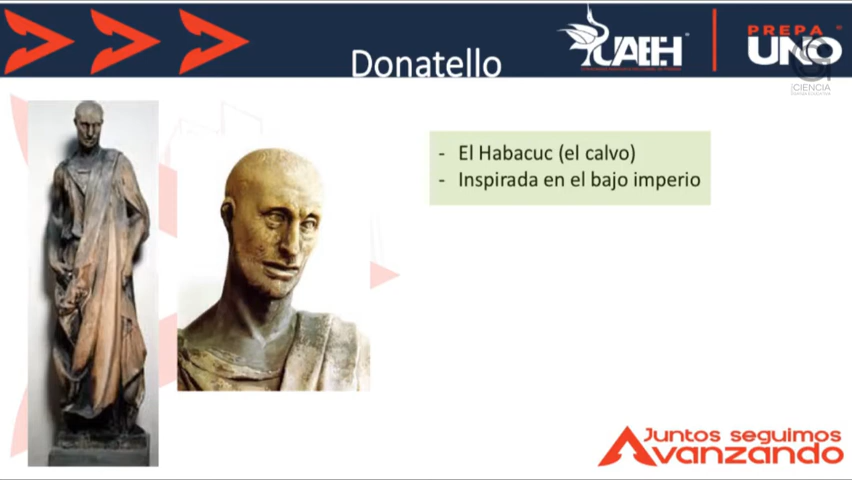 Donatello
UAEH
PREPA
UNO
CIENCIA
- El Habacuc (el calvo)
- Inspirada en el bajo imperio
Juntos seguimos
Avanzando